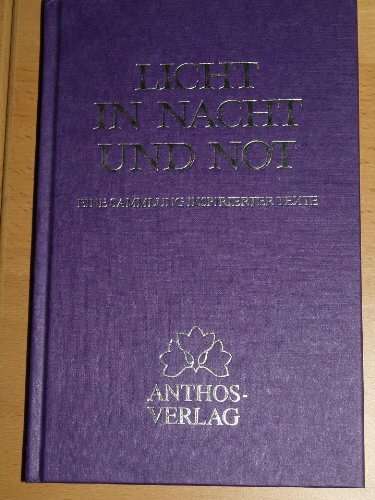 LICHT
IN NACHT
UND NOT
EINE SAMMLUNG INSPIRIERTER TEXTE
ANTHOS-
VERLAG